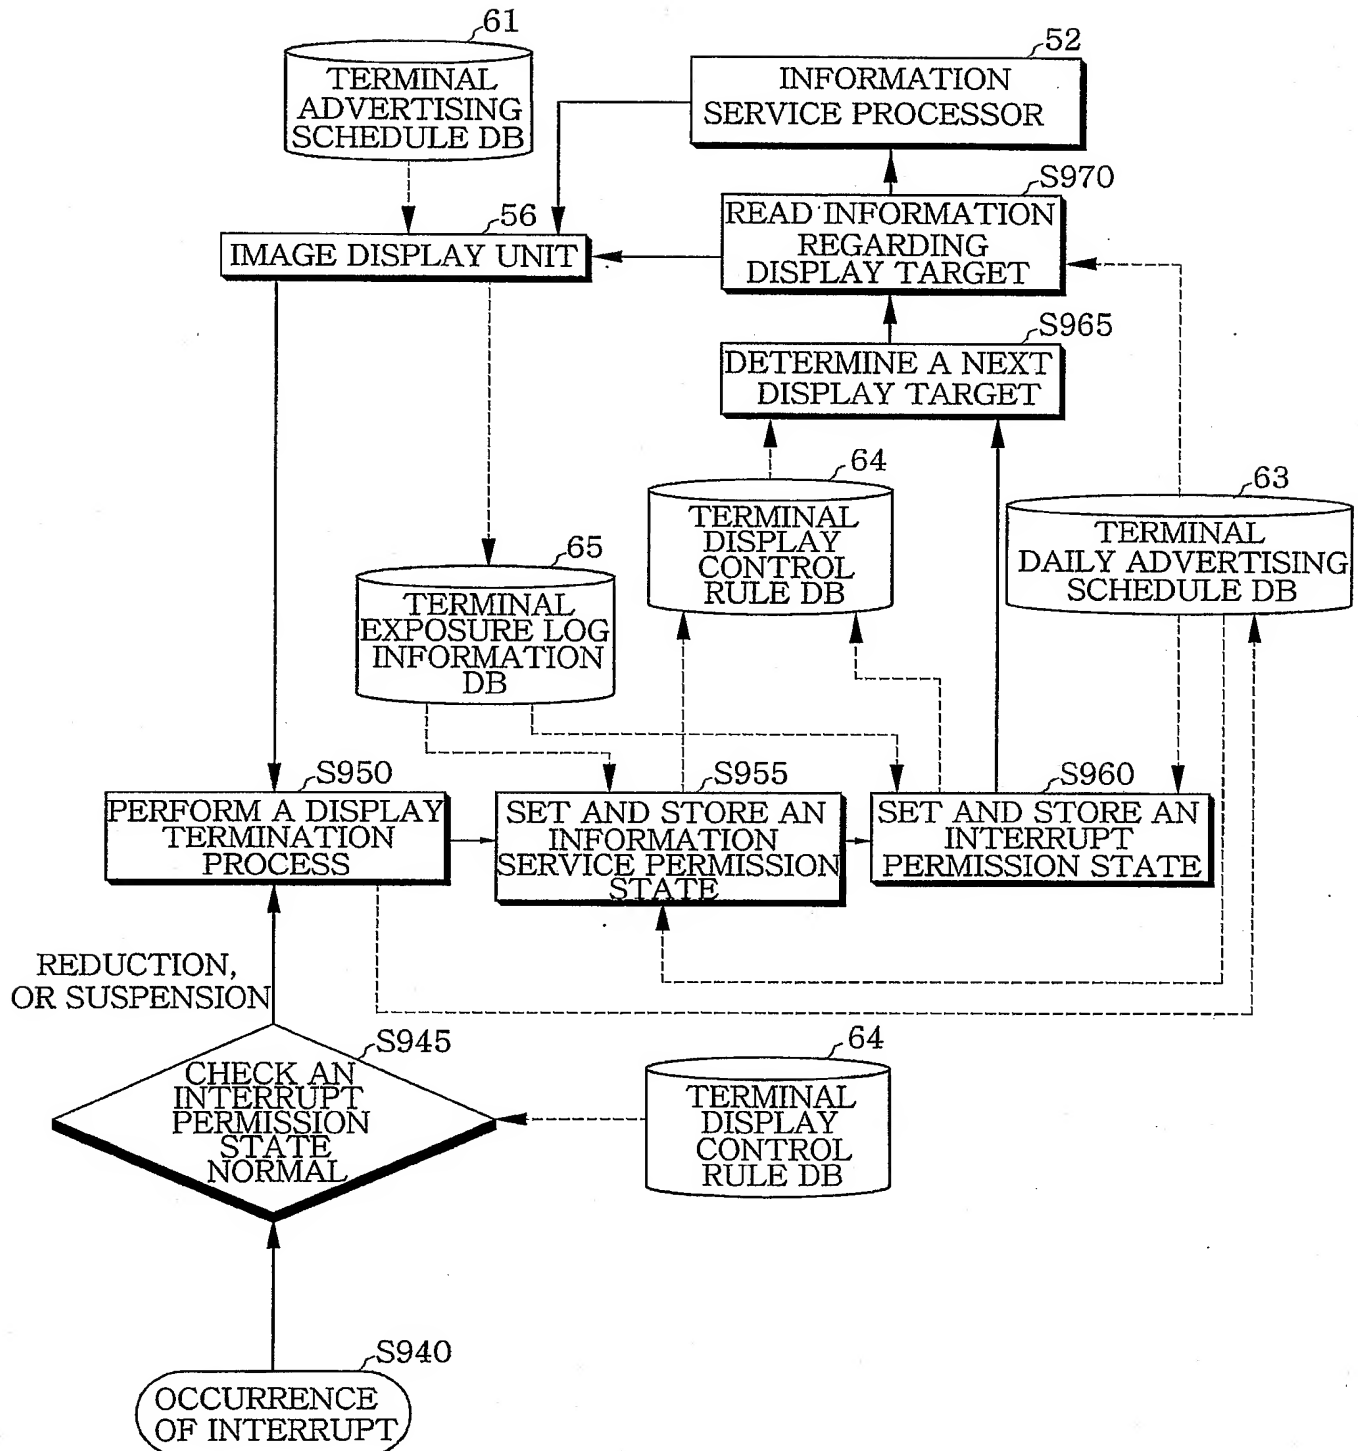 61
TERMINAL
ADVERTISING
SCHEDULE DB
52
INFORMATION
SERVICE PROCESSOR
S970
READ INFORMATION
REGARDING
DISPLAY TARGET
56
IMAGE DISPLAY UNIT
S965
DETERMINE A NEXT
DISPLAY TARGET
64
TERMINAL
DISPLAY
CONTROL
RULE DB
63
TERMINAL
DAILY ADVERTISING
SCHEDULE DB
65
TERMINAL
EXPOSURE LOG
INFORMATION
DB
S950
PERFORM A DISPLAY
TERMINATION
PROCESS
S955
SET AND STORE AN
INFORMATION
SERVICE PERMISSION
STATE
S960
SET AND STORE AN
INTERRUPT
PERMISSION STATE
REDUCTION,
OR SUSPENSION
S945
CHECK AN
INTERRUPT
PERMISSION
STATE
NORMAL
64
TERMINAL
DISPLAY
CONTROL
RULE DB
S940
OCCURRENCE
OF INTERRUPT